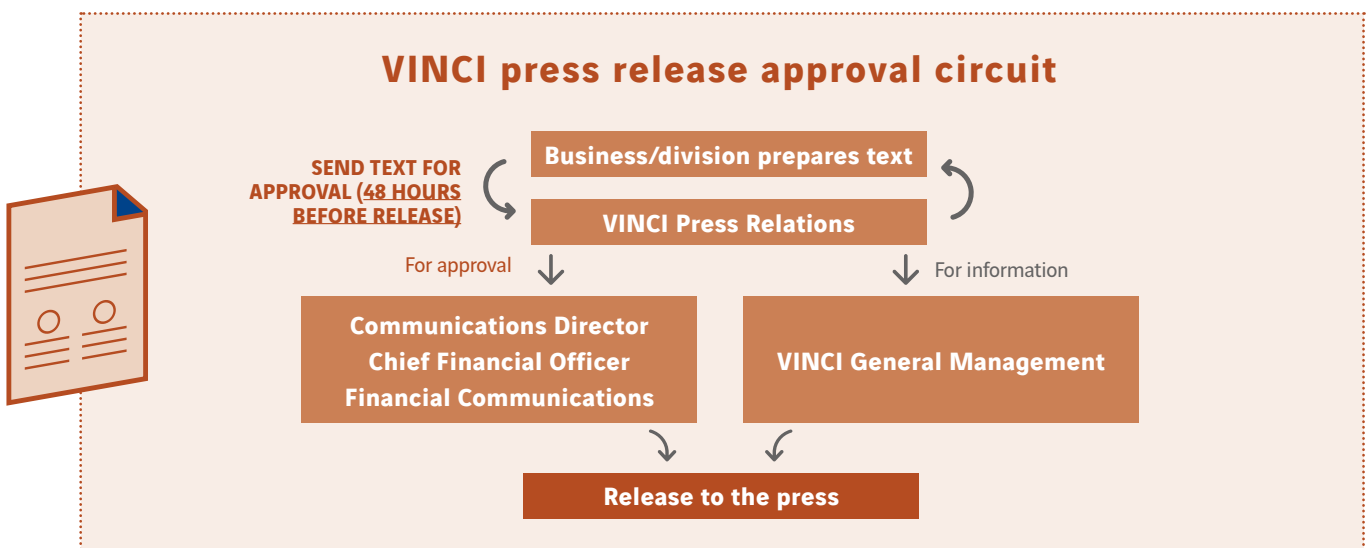 VINCI press release approval circuit
Business/division prepares text
SEND TEXT FOR
APPROVAL (48 HOURS
BEFORE RELEASE)
VINCI Press Relations
For approval
For information
Communications Director
Chief Financial Officer
Financial Communications
VINCI General Management
Release to the press